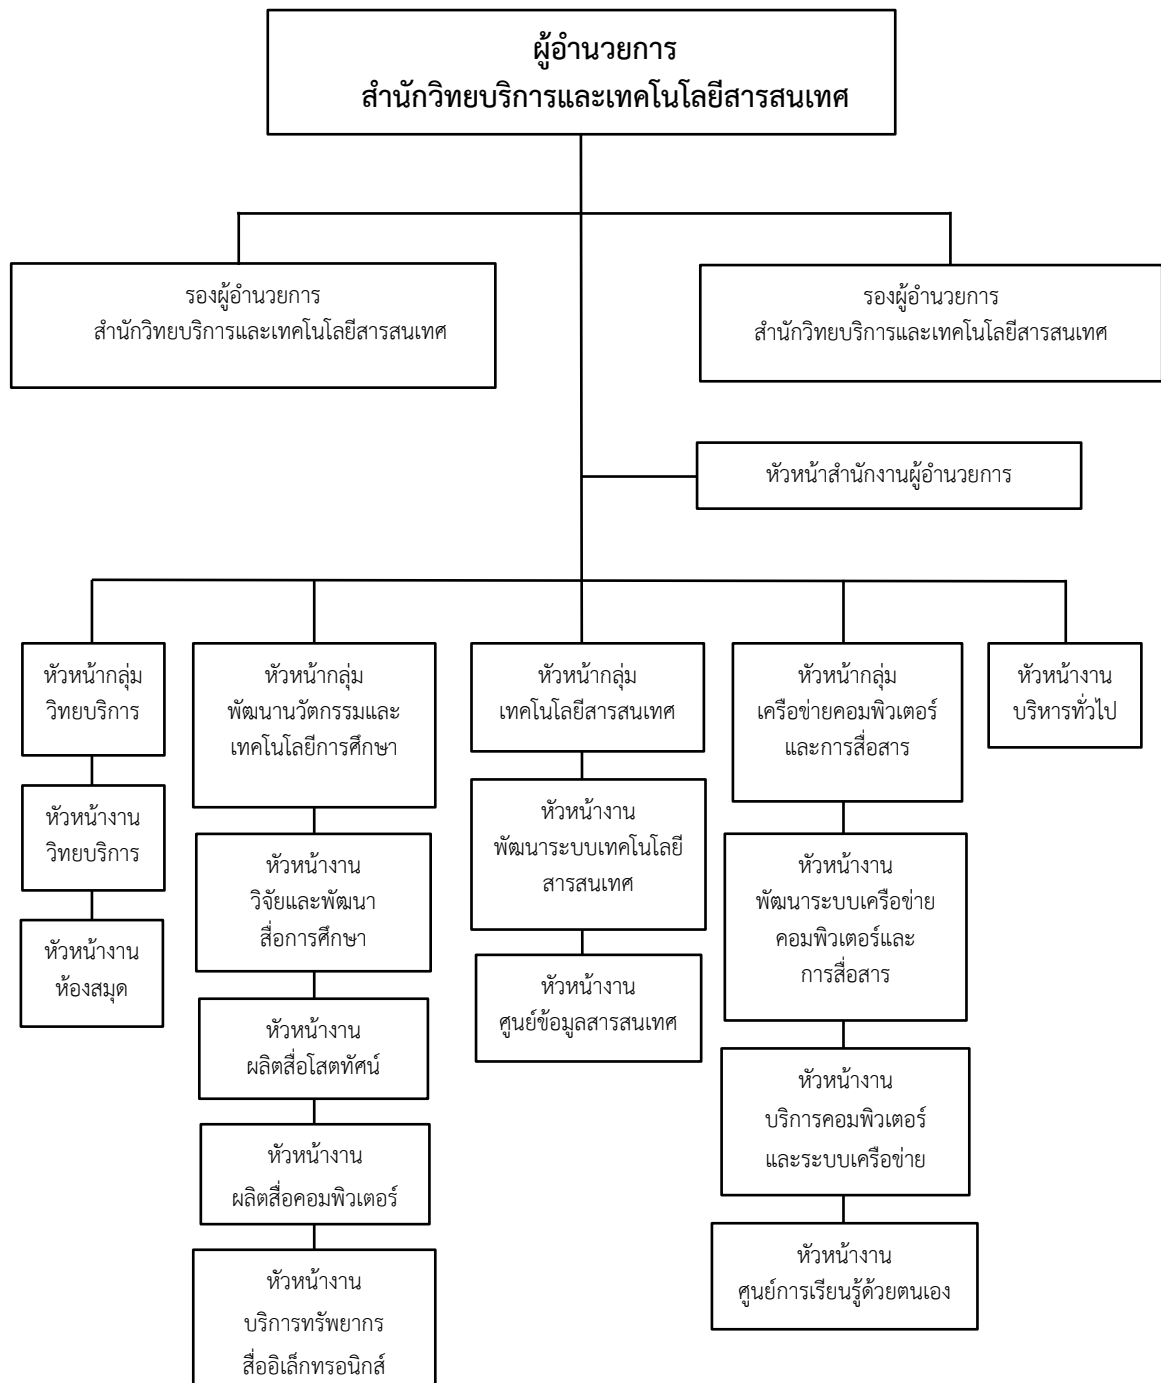 ผู้อำนวยการ
สำนักวิทยบริการและเทคโนโลยีสารสนเทศ
รองผู้อำนวยการ
สำนักวิทยบริการและเทคโนโลยีสารสนเทศ
รองผู้อำนวยการ
สำนักวิทยบริการและเทคโนโลยีสารสนเทศ
หัวหน้าสำนักงานผู้อำนวยการ
หัวหน้ากลุ่ม
วิทยบริการ
หัวหน้างาน
วิทยบริการ
หัวหน้างาน
ห้องสมุด
หัวหน้ากลุ่ม
พัฒนานวัตกรรมและ
เทคโนโลยีการศึกษา
หัวหน้างาน
วิจัยและพัฒนา
สื่อการศึกษา
หัวหน้างาน
ผลิตสื่อโสตทัศน์
หัวหน้างาน
ผลิตสื่อคอมพิวเตอร์
หัวหน้างาน
บริการทรัพยากร
สื่ออิเล็กทรอนิกส์
หัวหน้ากลุ่ม
เทคโนโลยีสารสนเทศ
หัวหน้างาน
พัฒนาระบบเทคโนโลยี
สารสนเทศ
หัวหน้างาน
ศูนย์ข้อมูลสารสนเทศ
หัวหน้ากลุ่ม
เครือข่ายคอมพิวเตอร์
และการสื่อสาร
หัวหน้างาน
พัฒนาระบบเครือข่าย
คอมพิวเตอร์และ
การสื่อสาร
หัวหน้างาน
บริการคอมพิวเตอร์
และระบบเครือข่าย
หัวหน้างาน
ศูนย์การเรียนรู้ด้วยตนเอง
หัวหน้างาน
บริหารทั่วไป